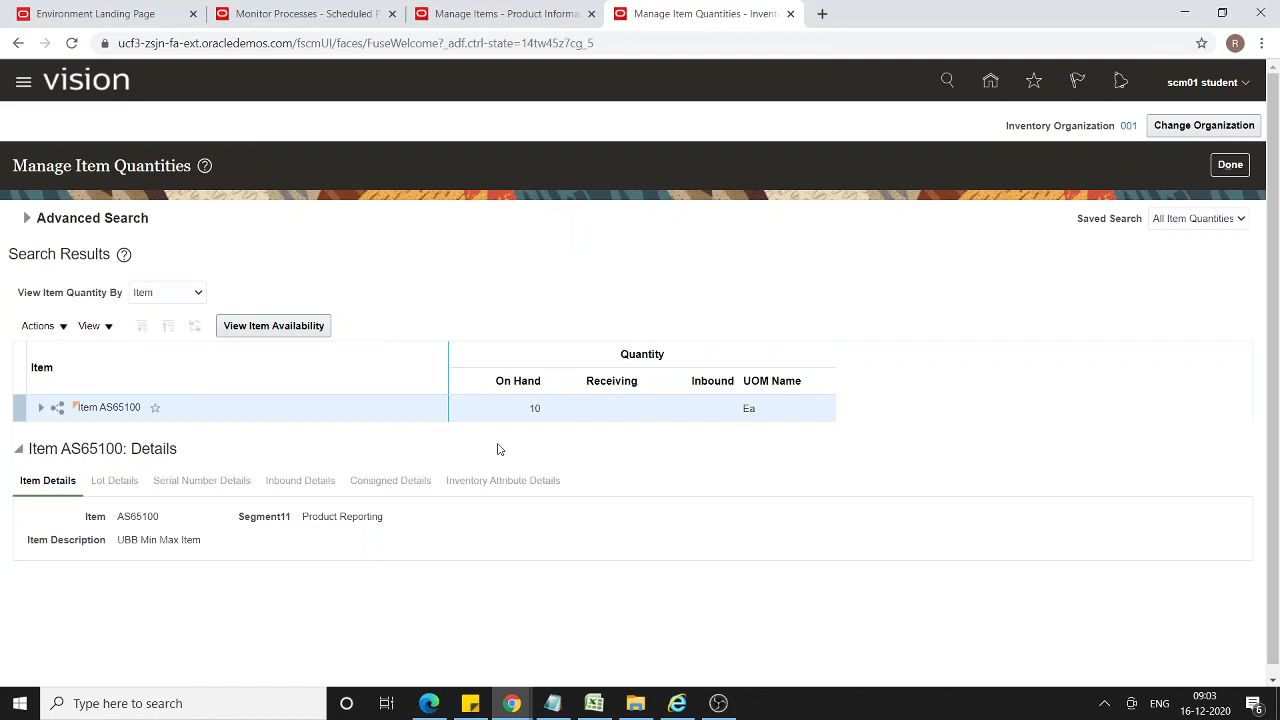 Environment Landing Page
Monitor Processes - Scheduled P
Manage Items - Product Informa
Manage Item Quantities - Invent
ucf3-zsjn-fa-ext.oracledemos.com/fscmUI/faces/FuseWelcome?_adf.ctrl-state=14tw45z7cg_5
R
vision
scm01 student
Inventory Organization 001 Change Organization
Manage Item Quantities ?
Done
Advanced Search
Saved Search All Item Quantities
Search Results ?
View Item Quantity By Item
Actions View View Item Availability
Quantity
Item
On Hand Receiving Inbound UOM Name
Item AS65100 10 Ea
Item AS65100: Details
Item Details Lot Details Serial Number Details Inbound Details Consigned Details Inventory Attribute Details
Item AS65100 Segment11 Product Reporting
Item Description UBB Min Max Item
Type here to search
ENG
09:03
16-12-2020
6